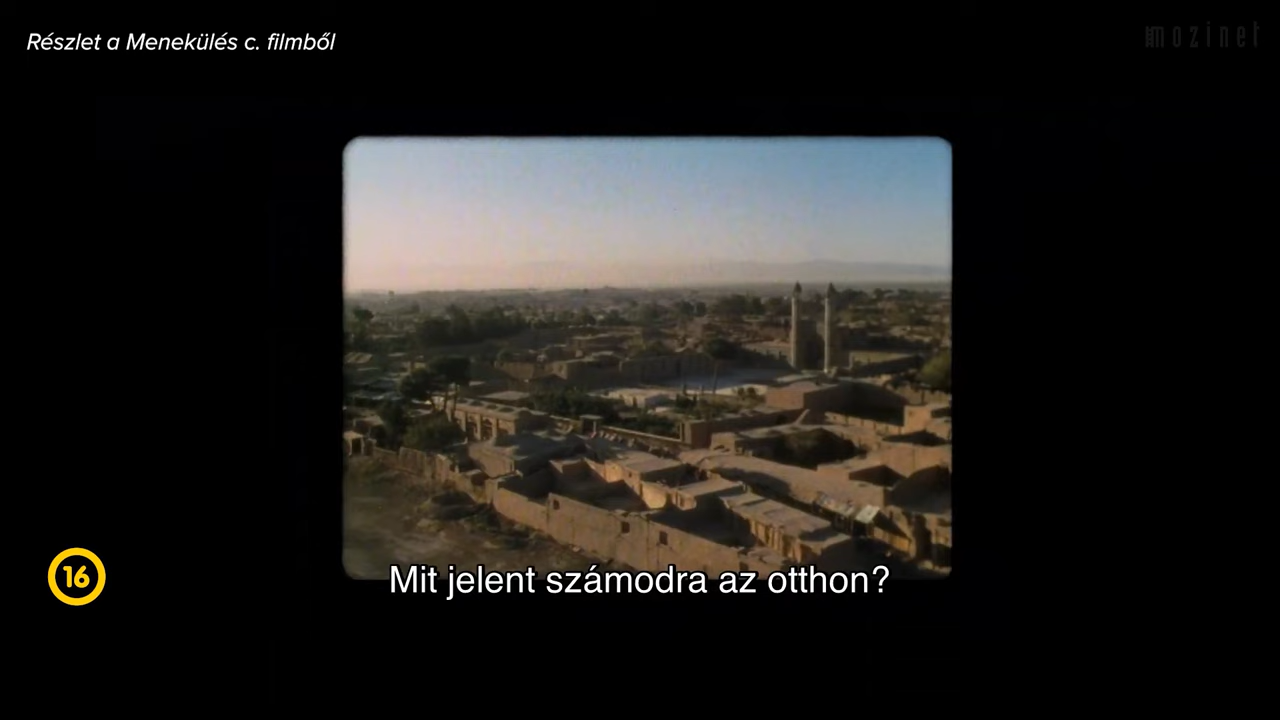 Részlet a Menekülés c. filmből
mozinet
16
Mit jelent számodra az otthon?